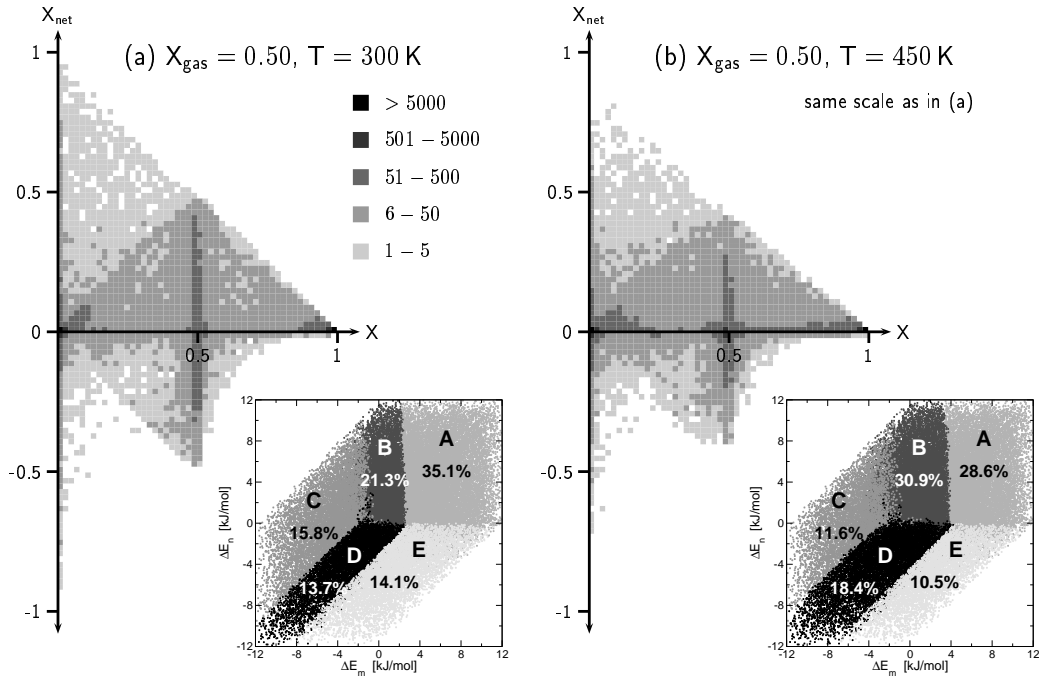 X_net
(a) X_gas = 0.50, T = 300 K
1
0.5
0
-0.5
-1
> 5000
501 − 5000
51 − 500
6 − 50
1 − 5
0.5
1
X
12
8
4
0
-4
-8
-12
ΔE_n [kJ/mol]
A
35.1%
B
21.3%
C
15.8%
D
13.7%
E
14.1%
-12 -8 -4 0 4 8 12
ΔE_m [kJ/mol]
X_net
(b) X_gas = 0.50, T = 450 K
same scale as in (a)
1
0.5
0
-0.5
-1
0.5
1
X
12
8
4
0
-4
-8
-12
ΔE_n [kJ/mol]
A
28.6%
B
30.9%
C
11.6%
D
18.4%
E
10.5%
-12 -8 -4 0 4 8 12
ΔE_m [kJ/mol]